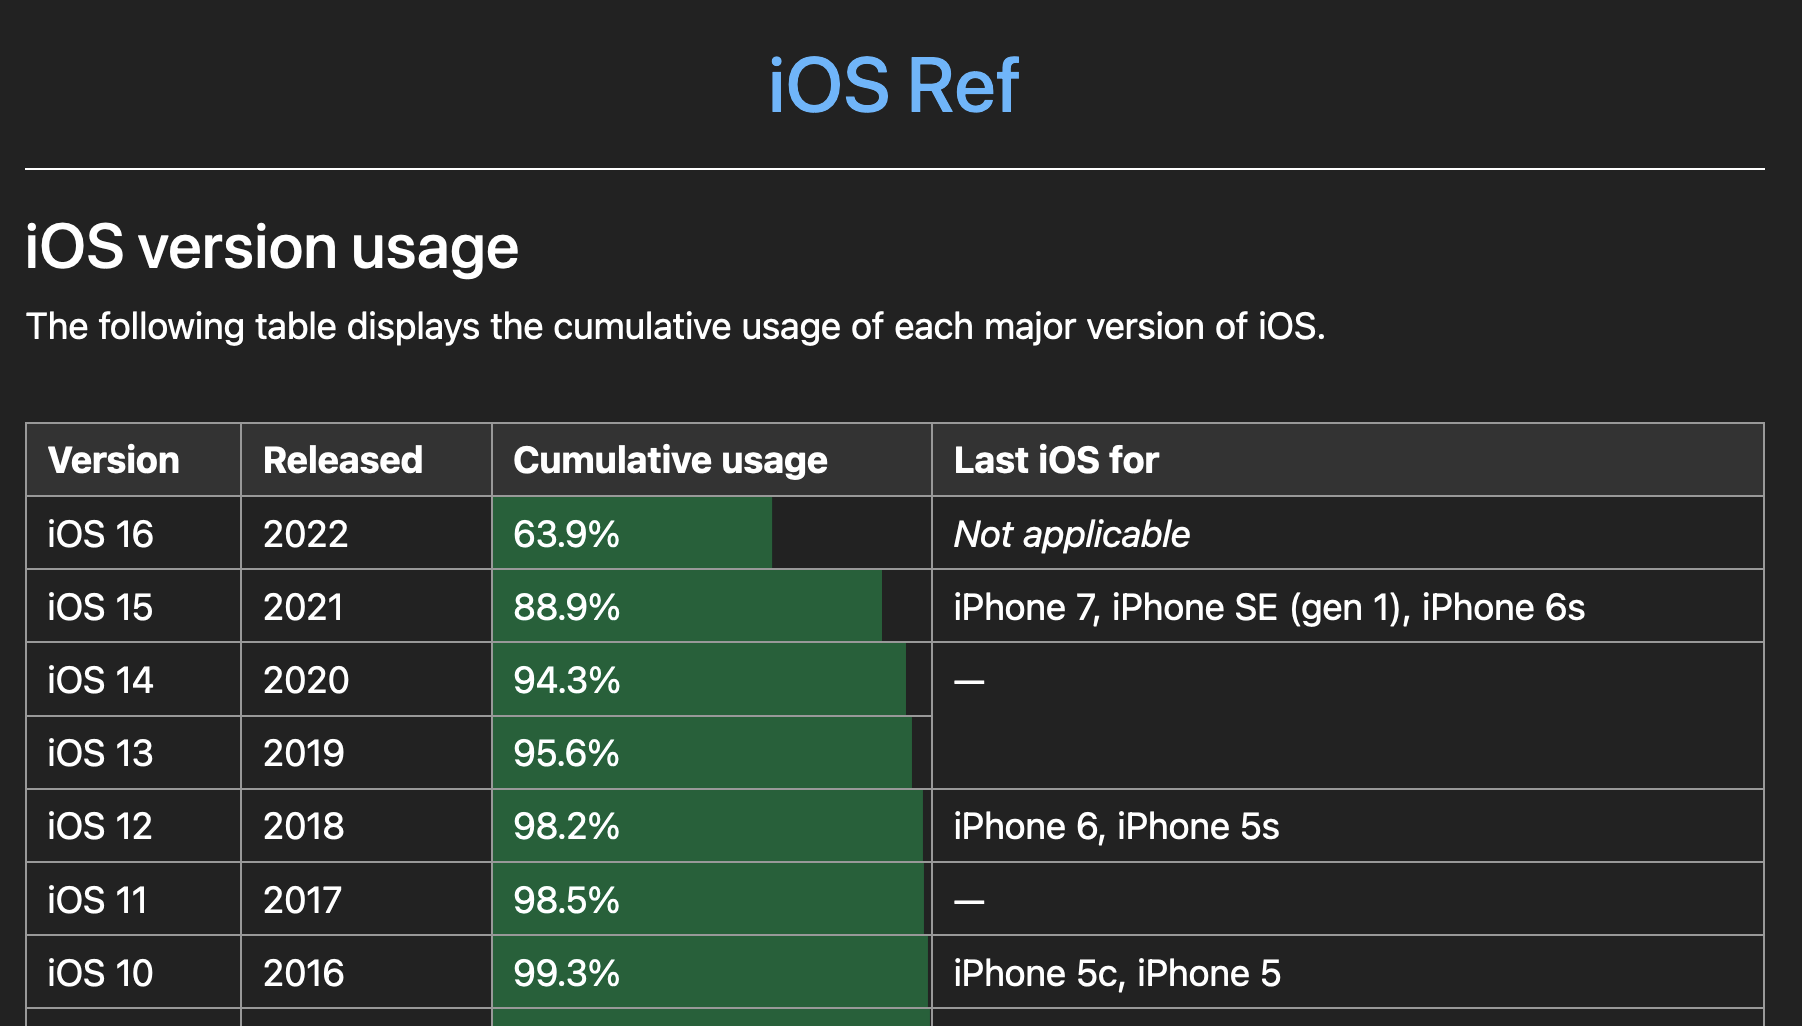 iOS Ref
iOS version usage
The following table displays the cumulative usage of each major version of iOS.
Version Released Cumulative usage Last iOS for
iOS 16 2022 63.9% Not applicable
iOS 15 2021 88.9% iPhone 7, iPhone SE (gen 1), iPhone 6s
iOS 14 2020 94.3% —
iOS 13 2019 95.6%
iOS 12 2018 98.2% iPhone 6, iPhone 5s
iOS 11 2017 98.5% —
iOS 10 2016 99.3% iPhone 5c, iPhone 5